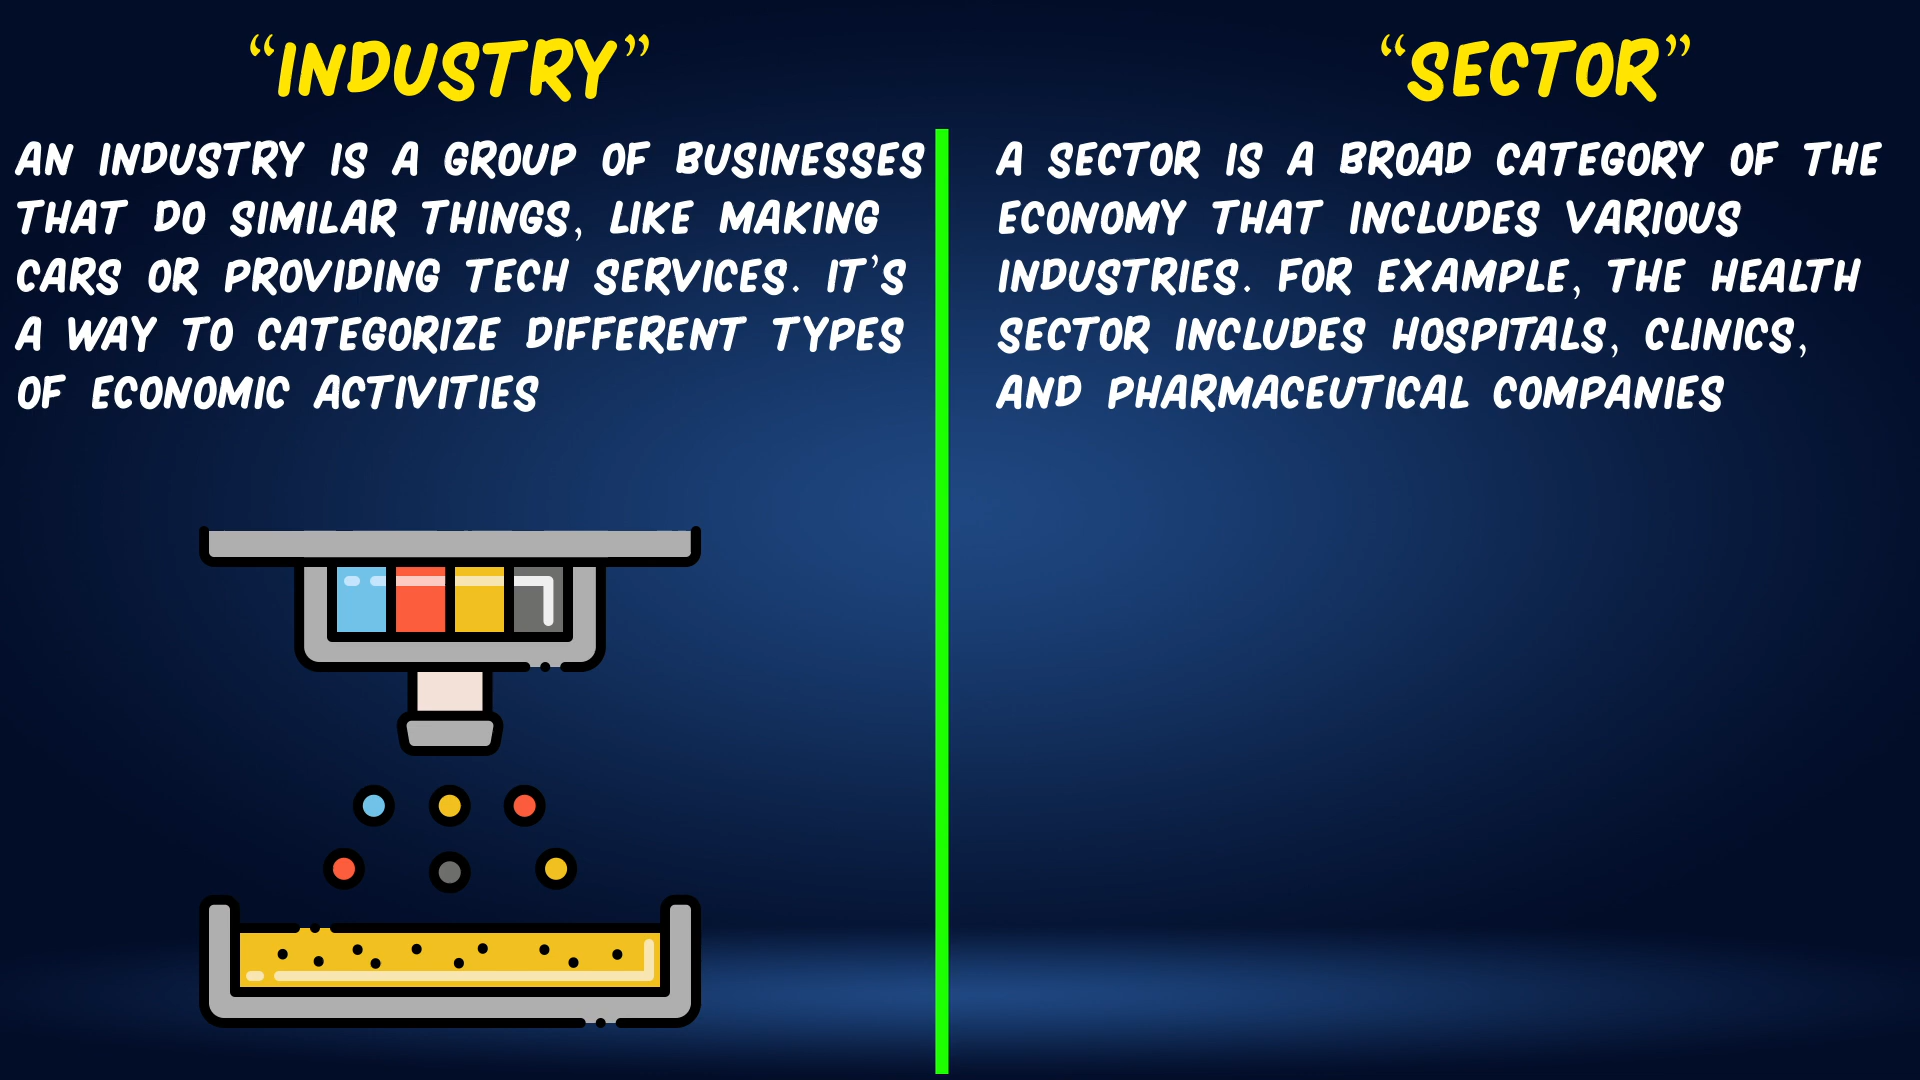 “INDUSTRY”
AN INDUSTRY IS A GROUP OF BUSINESSES
THAT DO SIMILAR THINGS, LIKE MAKING
CARS OR PROVIDING TECH SERVICES. IT’S
A WAY TO CATEGORIZE DIFFERENT TYPES
OF ECONOMIC ACTIVITIES
“SECTOR”
A SECTOR IS A BROAD CATEGORY OF THE
ECONOMY THAT INCLUDES VARIOUS
INDUSTRIES. FOR EXAMPLE, THE HEALTH
SECTOR INCLUDES HOSPITALS, CLINICS,
AND PHARMACEUTICAL COMPANIES